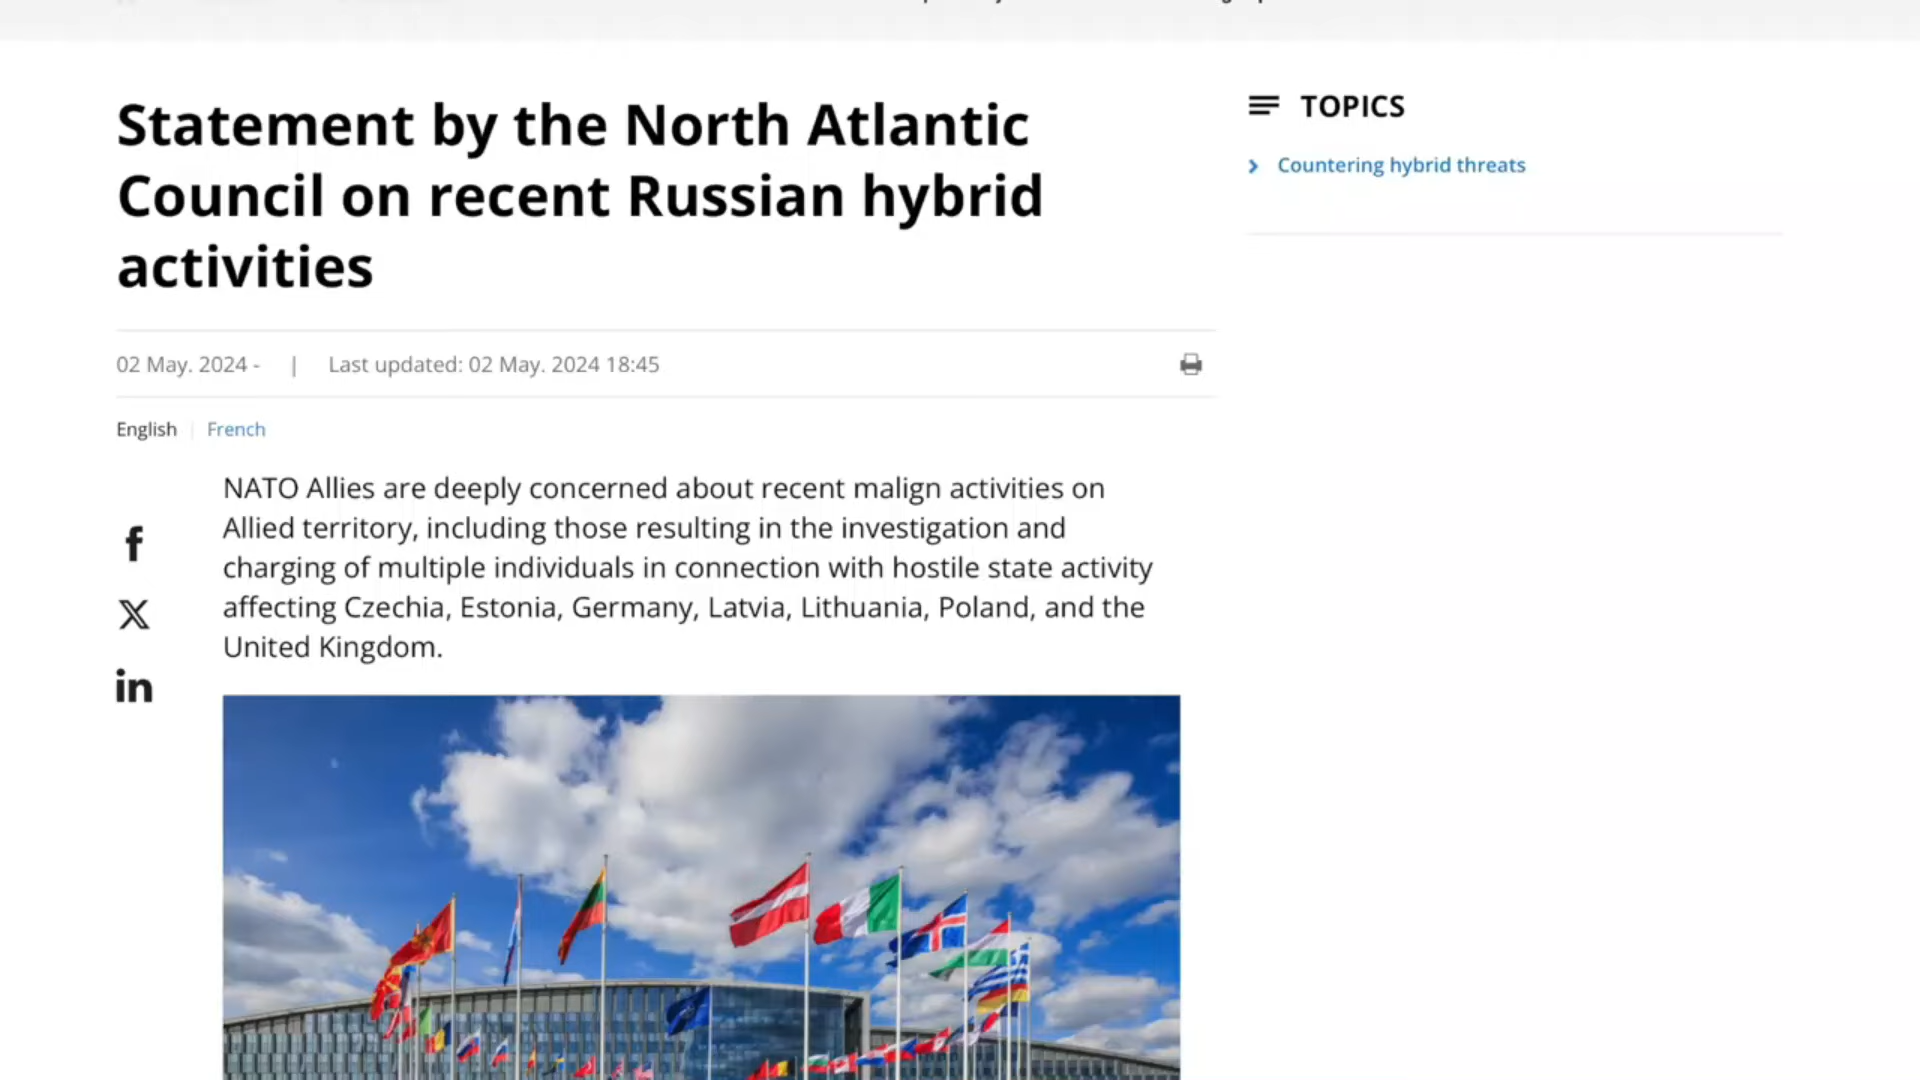 Statement by the North Atlantic
Council on recent Russian hybrid
activities
02 May. 2024 - | Last updated: 02 May. 2024 18:45
English | French
NATO Allies are deeply concerned about recent malign activities on
Allied territory, including those resulting in the investigation and
charging of multiple individuals in connection with hostile state activity
affecting Czechia, Estonia, Germany, Latvia, Lithuania, Poland, and the
United Kingdom.
f
X
in
TOPICS
Countering hybrid threats